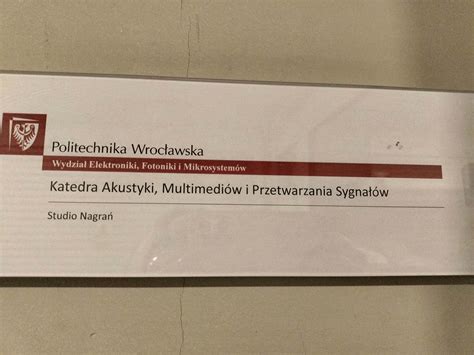 Politechnika Wrocławska
Wydział Elektroniki, Fotoniki i Mikrosystemów
Katedra Akustyki, Multimediów i Przetwarzania Sygnałów
Studio Nagrań